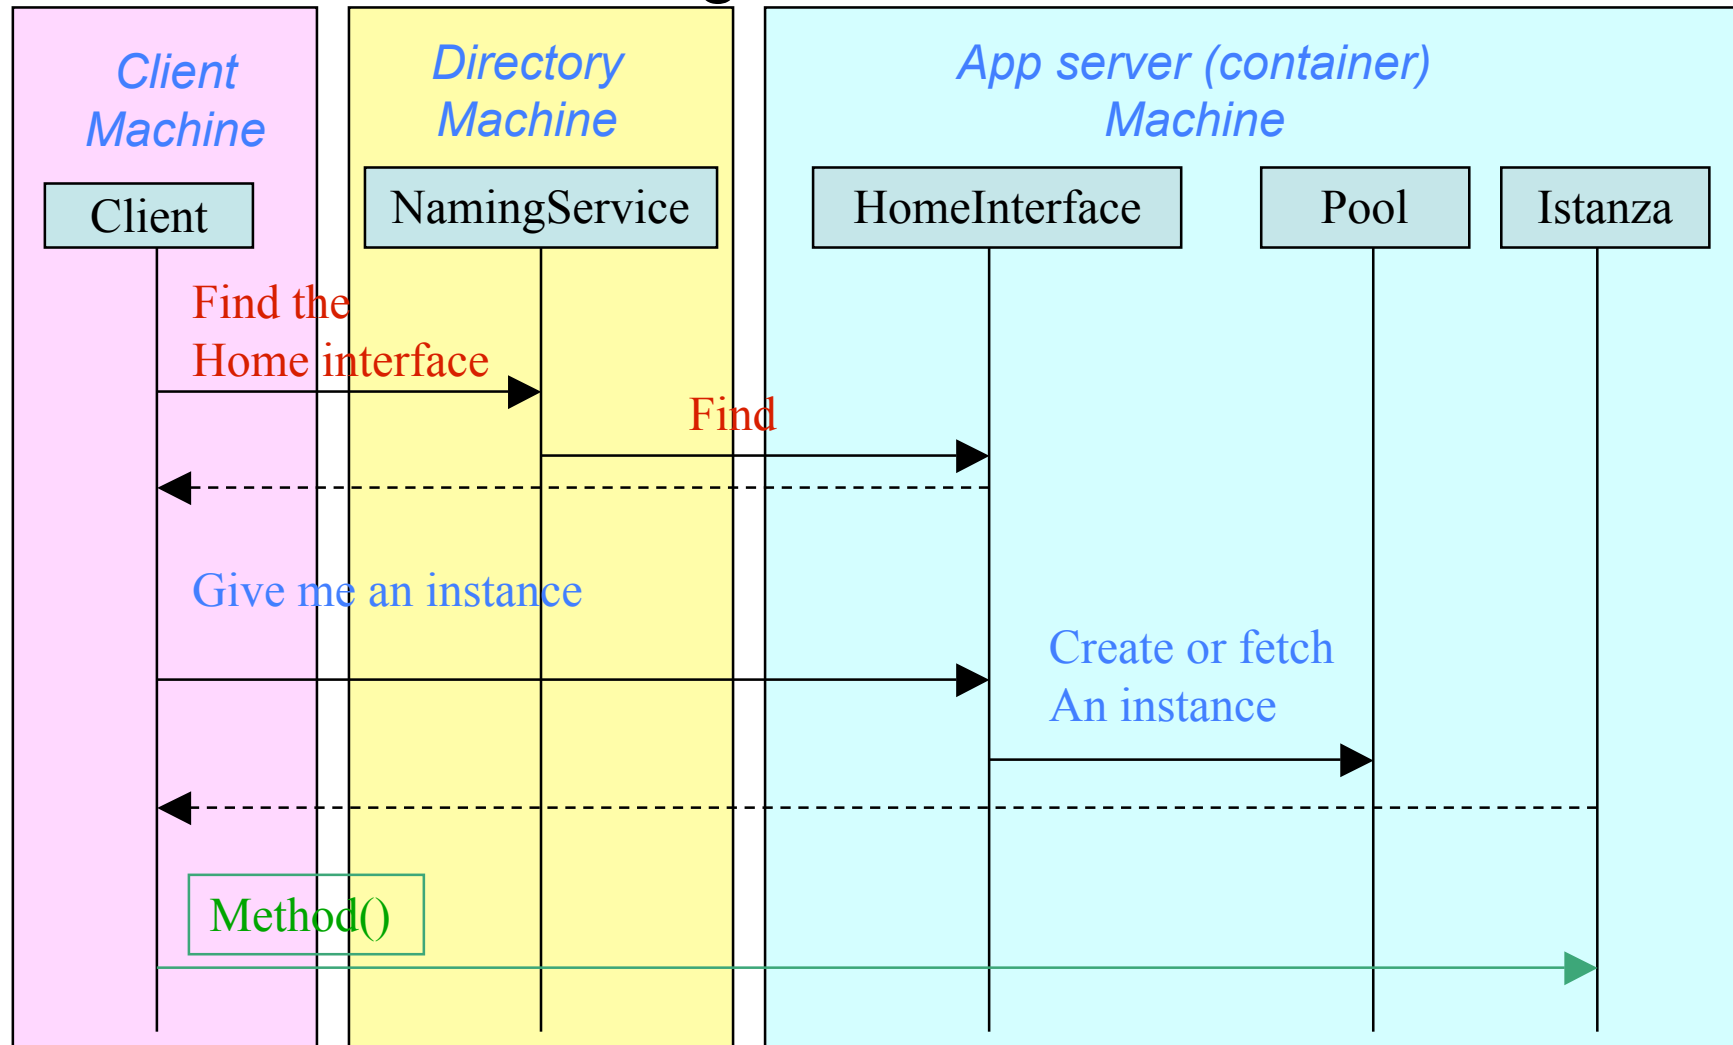 Client
Machine
Directory
Machine
App server (container)
Machine
Client
NamingService
HomeInterface
Pool
Istanza
Find the
Home interface
Find
Give me an instance
Create or fetch
An instance
Method()